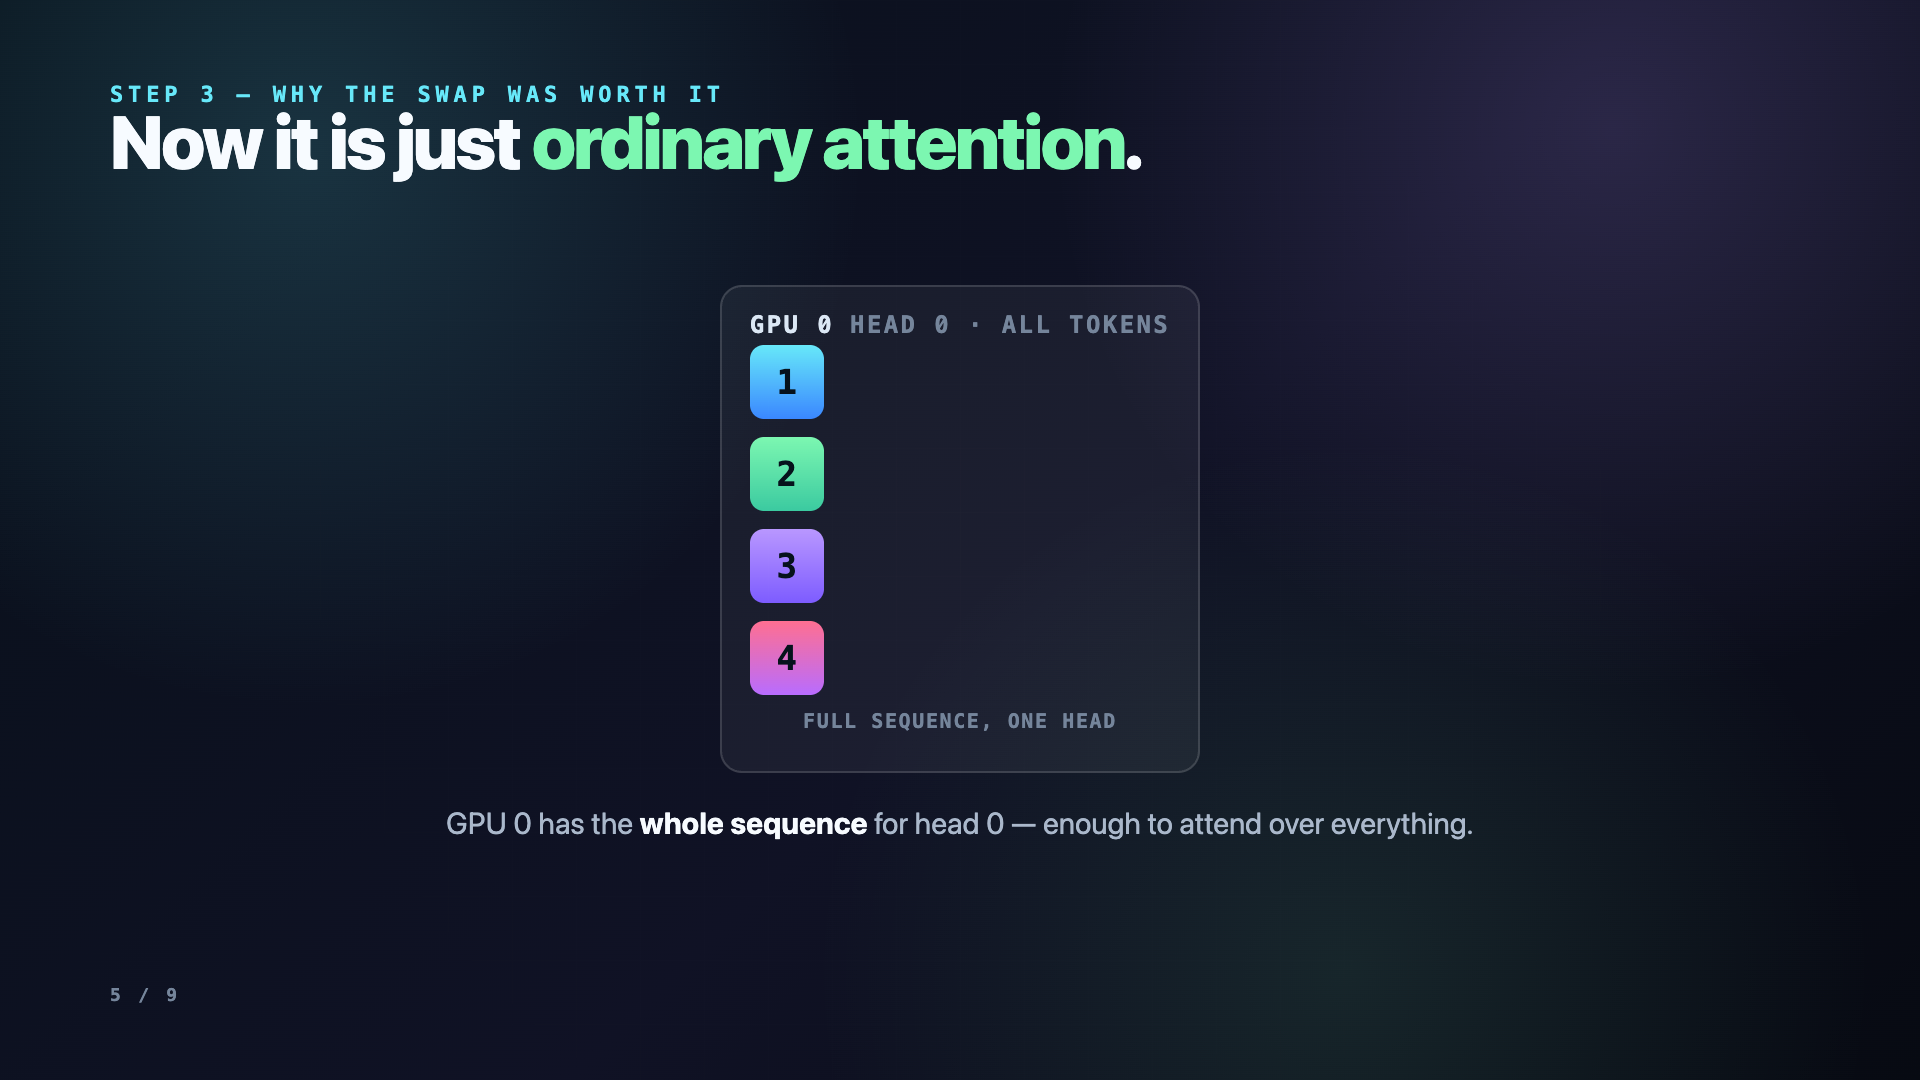 STEP 3 — WHY THE SWAP WAS WORTH IT
Now it is just ordinary attention.
GPU 0 HEAD 0 · ALL TOKENS
1
2
3
4
FULL SEQUENCE, ONE HEAD
GPU 0 has the whole sequence for head 0 — enough to attend over everything.
5 / 9